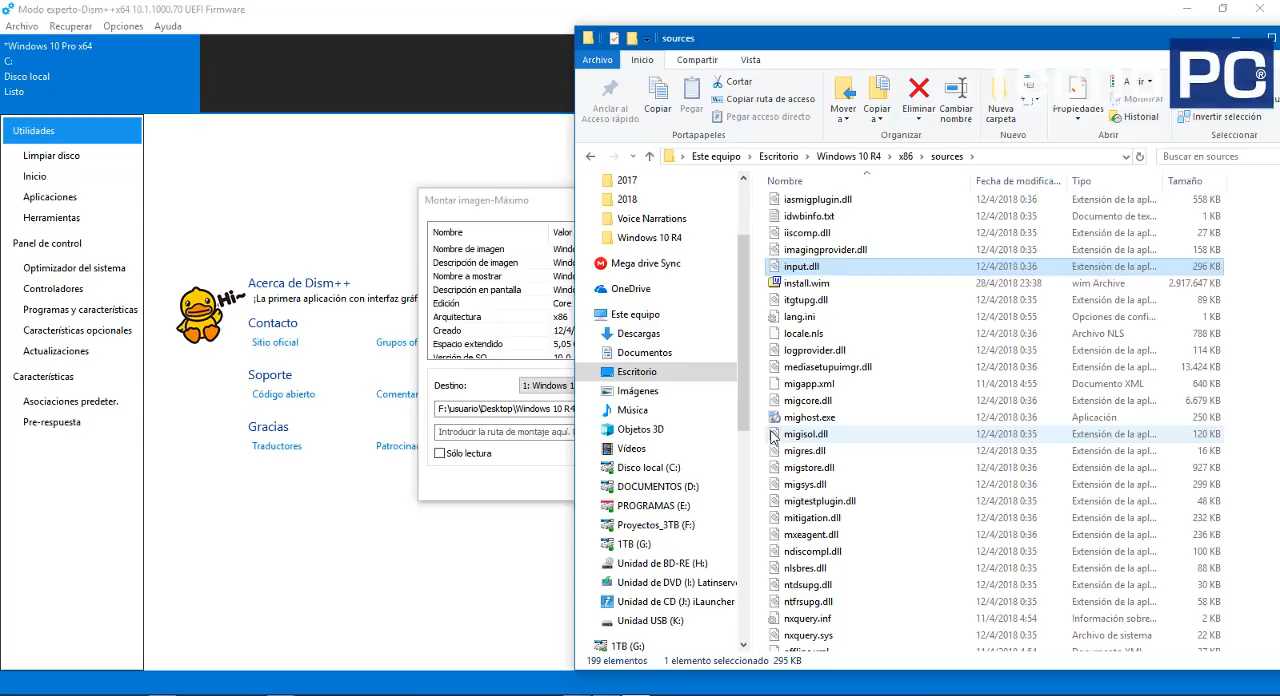 Modo experto-Dism++x64 10.1.1000.70 UEFI Firmware
Archivo Recuperar Opciones Ayuda
*Windows 10 Pro x64
C:
Disco local
Listo
Utilidades
Limpiar disco
Inicio
Aplicaciones
Herramientas
Panel de control
Optimizador del sistema
Controladores
Programas y características
Características opcionales
Actualizaciones
Características
Asociaciones predeter.
Pre-respuesta
Hi~
Acerca de Dism++
¡La primera aplicación con interfaz gráf
Contacto
Sitio oficial Grupos of
Soporte
Código abierto Comentar
Gracias
Traductores Patrocina
Montar imagen-Máximo
Nombre Valor
Nombre de imagen Windo
Descripción de imagen Windo
Nombre a mostrar Windo
Descripción en pantalla Windo
Edición Core
Arquitectura x86
Creado 12/4/
Espacio extendido 5,05
Versión de SO 10.0
Destino: 1: Windows 1
F:\usuario\Desktop\Windows 10 R4
Introducir la ruta de montaje aquí.
Sólo lectura
sources
Archivo Inicio Compartir Vista
Anclar al
Acceso rápido
Copiar
Pegar
Cortar
Copiar ruta de acceso
Pegar acceso directo
Portapapeles
Mover
a
Copiar
a
Eliminar
Cambiar
nombre
Organizar
Nueva
carpeta
Nuevo
Propiedades
Historial
Abrir
Invertir selección
Seleccionar
PC®
Este equipo > Escritorio > Windows 10 R4 > x86 > sources >
Buscar en sources
2017
2018
Voice Narrations
Windows 10 R4
Mega drive Sync
OneDrive
Este equipo
Descargas
Documentos
Escritorio
Imágenes
Música
Objetos 3D
Vídeos
Disco local (C:)
DOCUMENTOS (D:)
PROGRAMAS (E:)
Proyectos_3TB (F:)
1TB (G:)
Unidad de BD-RE (H:)
Unidad de DVD (I:) Latinserv
Unidad de CD (J:) iLauncher
Unidad USB (K:)
1TB (G:)
Nombre Fecha de modifica... Tipo Tamaño
iasmigplugin.dll 12/4/2018 0:36 Extensión de la apl... 558 KB
idwbinfo.txt 12/4/2018 0:36 Documento de tex... 1 KB
iiscomp.dll 12/4/2018 0:36 Extensión de la apl... 27 KB
imagingprovider.dll 12/4/2018 0:36 Extensión de la apl... 158 KB
input.dll 12/4/2018 0:36 Extensión de la apl... 296 KB
install.wim 28/4/2018 23:38 wim Archive 2.917.647 KB
itgtupg.dll 12/4/2018 0:35 Extensión de la apl... 89 KB
lang.ini 12/4/2018 0:55 Opciones de confi... 1 KB
locale.nls 12/4/2018 0:35 Archivo NLS 788 KB
logprovider.dll 12/4/2018 0:35 Extensión de la apl... 114 KB
mediasetupuimgr.dll 12/4/2018 0:36 Extensión de la apl... 13.424 KB
migapp.xml 11/4/2018 4:55 Documento XML 640 KB
migcore.dll 12/4/2018 0:35 Extensión de la apl... 6.679 KB
mighost.exe 12/4/2018 0:36 Aplicación 250 KB
migisol.dll 12/4/2018 0:35 Extensión de la apl... 120 KB
migres.dll 12/4/2018 0:35 Extensión de la apl... 16 KB
migstore.dll 12/4/2018 0:36 Extensión de la apl... 927 KB
migsys.dll 12/4/2018 0:35 Extensión de la apl... 299 KB
migtestplugin.dll 12/4/2018 0:35 Extensión de la apl... 48 KB
mitigation.dll 12/4/2018 0:36 Extensión de la apl... 232 KB
mxeagent.dll 12/4/2018 0:36 Extensión de la apl... 236 KB
ndiscompl.dll 12/4/2018 0:35 Extensión de la apl... 100 KB
nlsbres.dll 12/4/2018 0:35 Extensión de la apl... 88 KB
ntdsupg.dll 12/4/2018 0:35 Extensión de la apl... 30 KB
ntfrsupg.dll 12/4/2018 0:35 Extensión de la apl... 58 KB
nxquery.inf 11/4/2018 4:54 Información sobre... 2 KB
nxquery.sys 12/4/2018 0:35 Archivo de sistema 22 KB
199 elementos 1 elemento seleccionado 295 KB